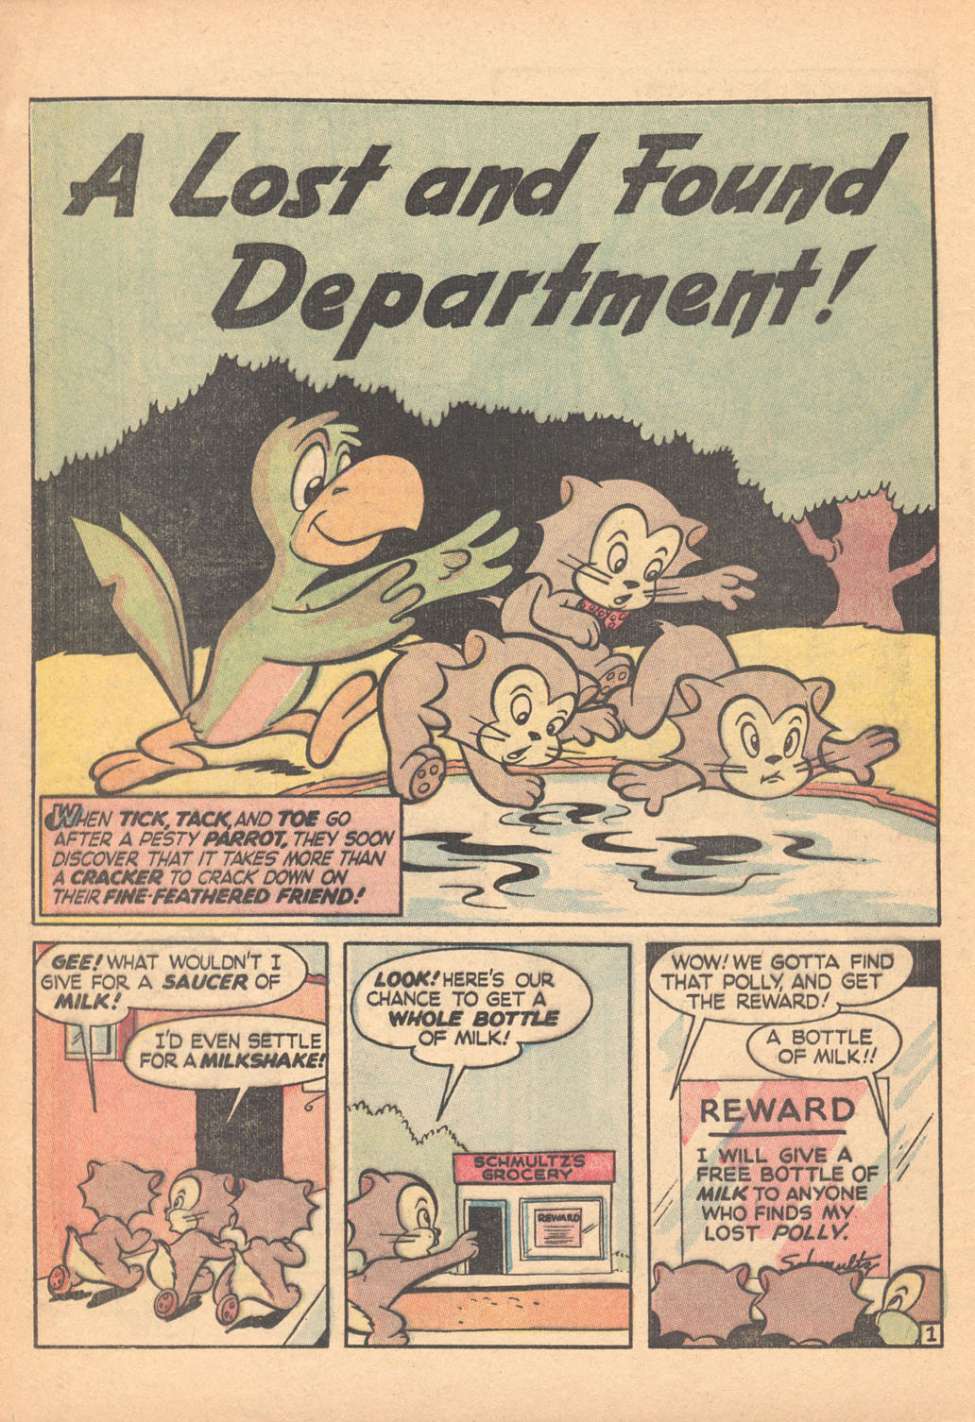 A Lost and Found
Department!
WHEN TICK, TACK, AND TOE GO
AFTER A PESTY PARROT, THEY SOON
DISCOVER THAT IT TAKES MORE THAN
A CRACKER TO CRACK DOWN ON
THEIR FINE-FEATHERED FRIEND!
GEE! WHAT WOULDN'T I
GIVE FOR A SAUCER OF
MILK!
I'D EVEN SETTLE
FOR A MILKSHAKE!
LOOK! HERE'S OUR
CHANCE TO GET A
WHOLE BOTTLE
OF MILK!
SCHMULTZ'S
GROCERY
REWARD
WOW! WE GOTTA FIND
THAT POLLY, AND GET
THE REWARD!
A BOTTLE
OF MILK!!
REWARD
I WILL GIVE A
FREE BOTTLE OF
MILK TO ANYONE
WHO FINDS MY
LOST POLLY.
Schmultz
1